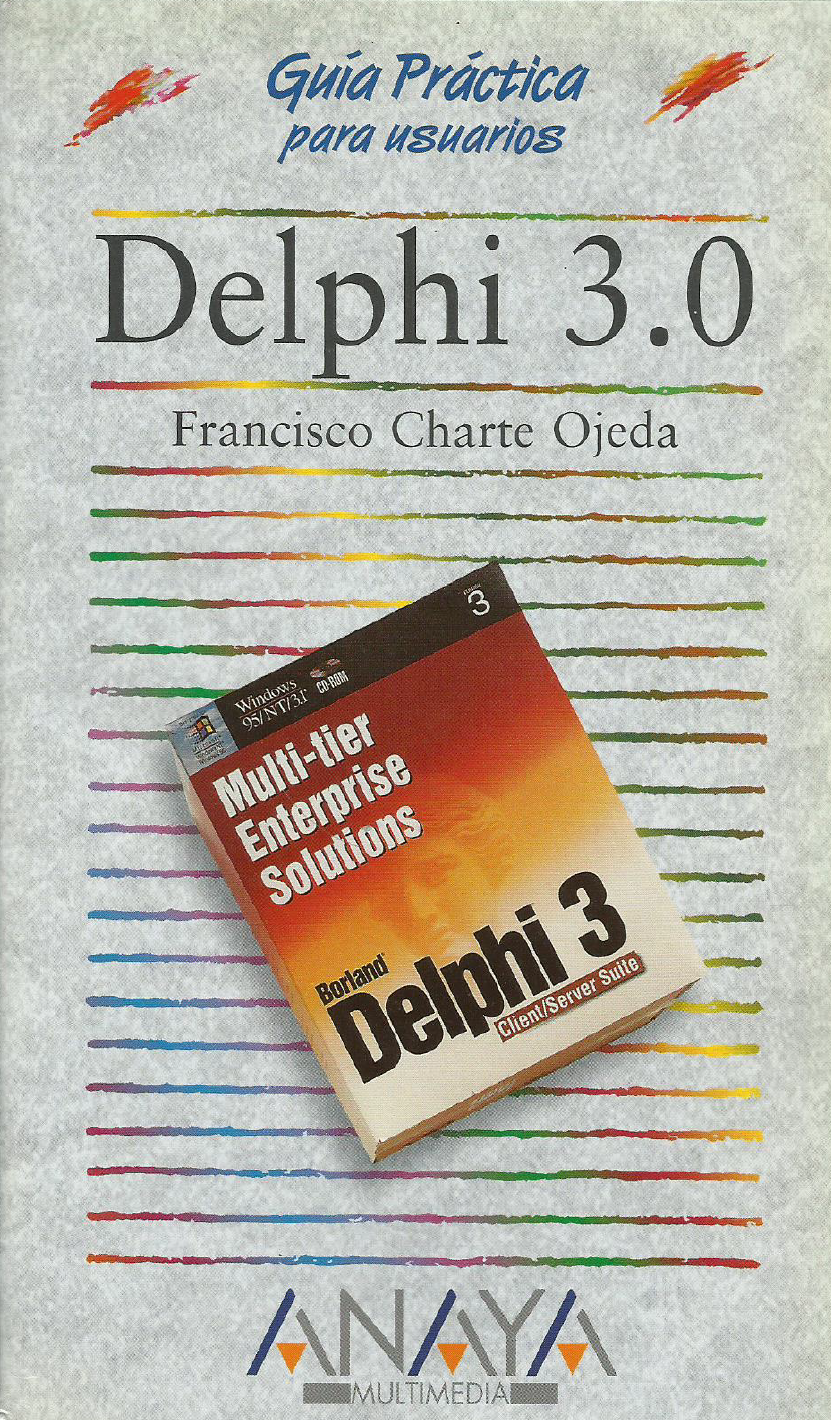 Guía Práctica
para usuarios
Delphi 3.0
Francisco Charte Ojeda
3
Windows
95/NT/3.1
CD-ROM
Multi-tier
Enterprise
Solutions
Borland
Delphi 3
Client/Server Suite
ANAYA
MULTIMEDIA